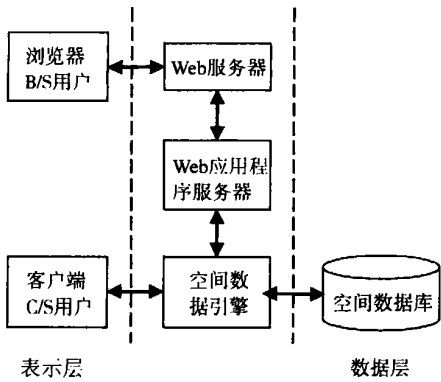 浏览器
B/S用户
Web服务器
Web应用程
序服务器
客户端
C/S用户
空间数
据引擎
空间数据库
表示层
数据层